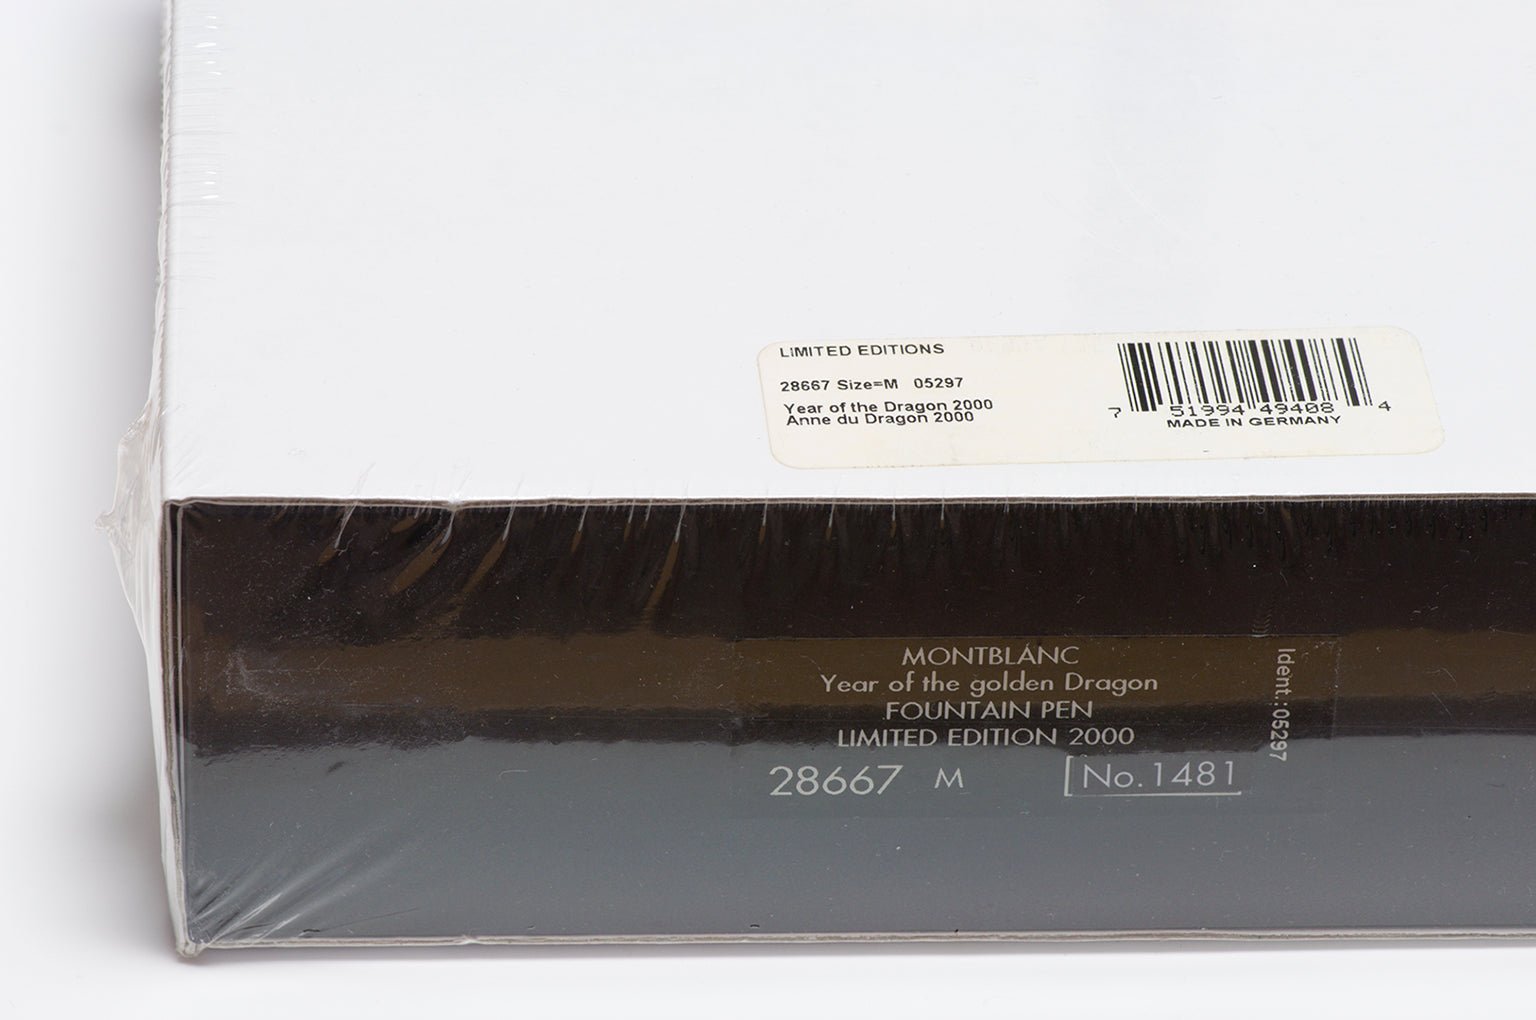 LIMITED EDITIONS
28667 Size=M 05297
Year of the Dragon 2000
Anne du Dragon 2000
7 51994 49408 4
MADE IN GERMANY
MONTBLANC
Year of the golden Dragon
FOUNTAIN PEN
LIMITED EDITION 2000
28667 M No.1481
Ident.:05297